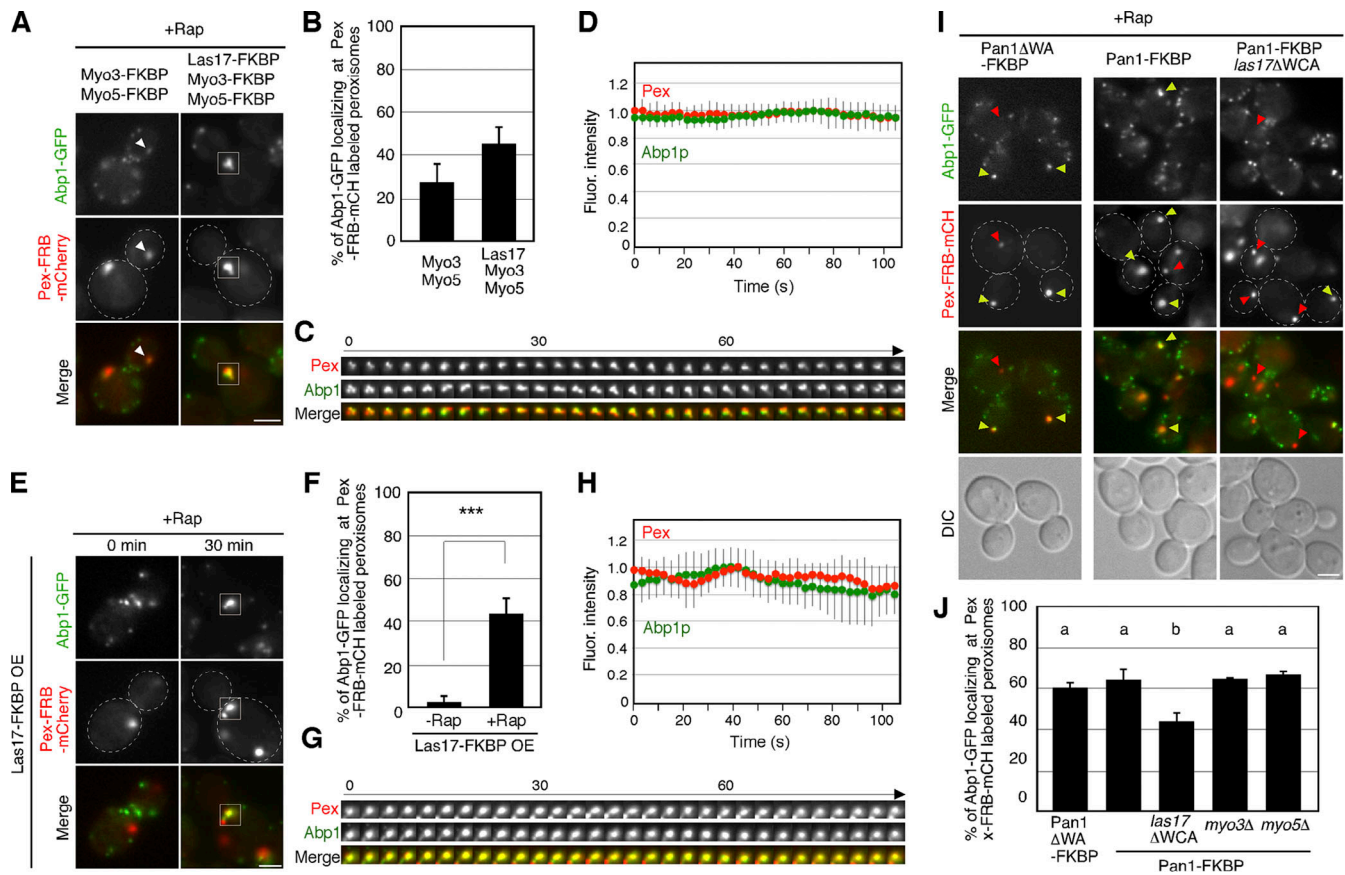 A
+Rap
Myo3-FKBP
Myo5-FKBP
Las17-FKBP
Myo3-FKBP
Myo5-FKBP
Abp1-GFP
Pex-FRB
-mCherry
Merge
B
% of Abp1-GFP localizing at Pex
-FRB-mCH labeled peroxisomes
100
80
60
40
20
0
Myo3
Myo5
Las17
Myo3
Myo5
D
Fluor. intensity
1.2
1.0
0.8
0.6
0.4
0.2
0
Pex
Abp1p
0 20 40 60 80 100
Time (s)
C
0 30 60
Pex
Abp1
Merge
E
+Rap
0 min 30 min
Las17-FKBP OE
Abp1-GFP
Pex-FRB
-mCherry
Merge
F
% of Abp1-GFP localizing at Pex
-FRB-mCH labeled peroxisomes
100
80
60
40
20
0
***
-Rap +Rap
Las17-FKBP OE
H
Fluor. intensity
1.2
1.0
0.8
0.6
0.4
0.2
0
Pex
Abp1p
0 20 40 60 80 100
Time (s)
G
0 30 60
Pex
Abp1
Merge
I
+Rap
Pan1ΔWA
-FKBP
Pan1-FKBP
Pan1-FKBP
las17ΔWCA
Abp1-GFP
Pex-FRB-mCH
Merge
DIC
J
% of Abp1-GFP localizing at Pex
x-FRB-mCH labeled peroxisomes
100
80
60
40
20
0
a a b a a
Pan1
ΔWA
-FKBP
las17
ΔWCA
myo3Δ myo5Δ
Pan1-FKBP